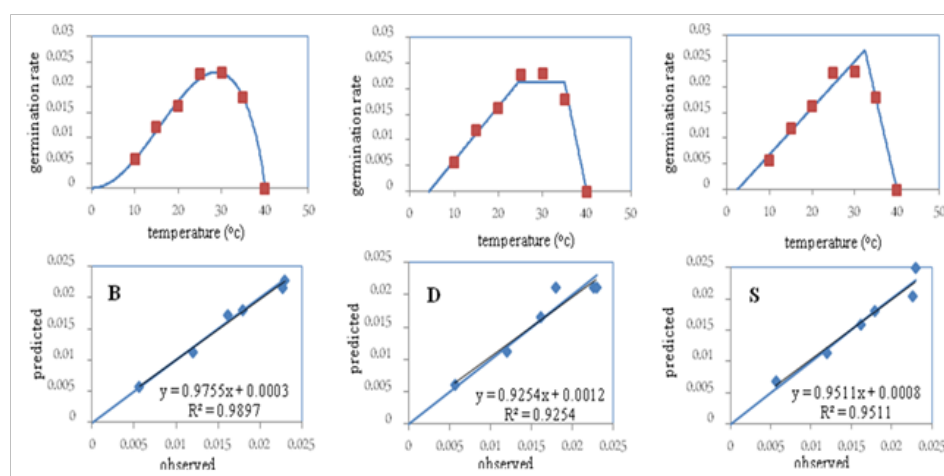 0.03
0.025
0.02
0.015
0.01
0.005
0
germination rate
0 10 20 30 40 50
temperature (°c)
0.03
0.025
0.02
0.015
0.01
0.005
0
germination rate
0 10 20 30 40 50
temperature (°c)
0.03
0.025
0.02
0.015
0.01
0.005
0
germination rate
0 10 20 30 40 50
temperature (°c)
0.025
0.02
0.015
0.01
0.005
0
predicted
B
y = 0.9755x + 0.0003
R² = 0.9897
0 0.005 0.01 0.015 0.02 0.025
observed
0.025
0.02
0.015
0.01
0.005
0
predicted
D
y = 0.9254x + 0.0012
R² = 0.9254
0 0.005 0.01 0.015 0.02 0.025
observed
0.025
0.02
0.015
0.01
0.005
0
predicted
S
y = 0.9511x + 0.0008
R² = 0.9511
0 0.005 0.01 0.015 0.02 0.025
observed